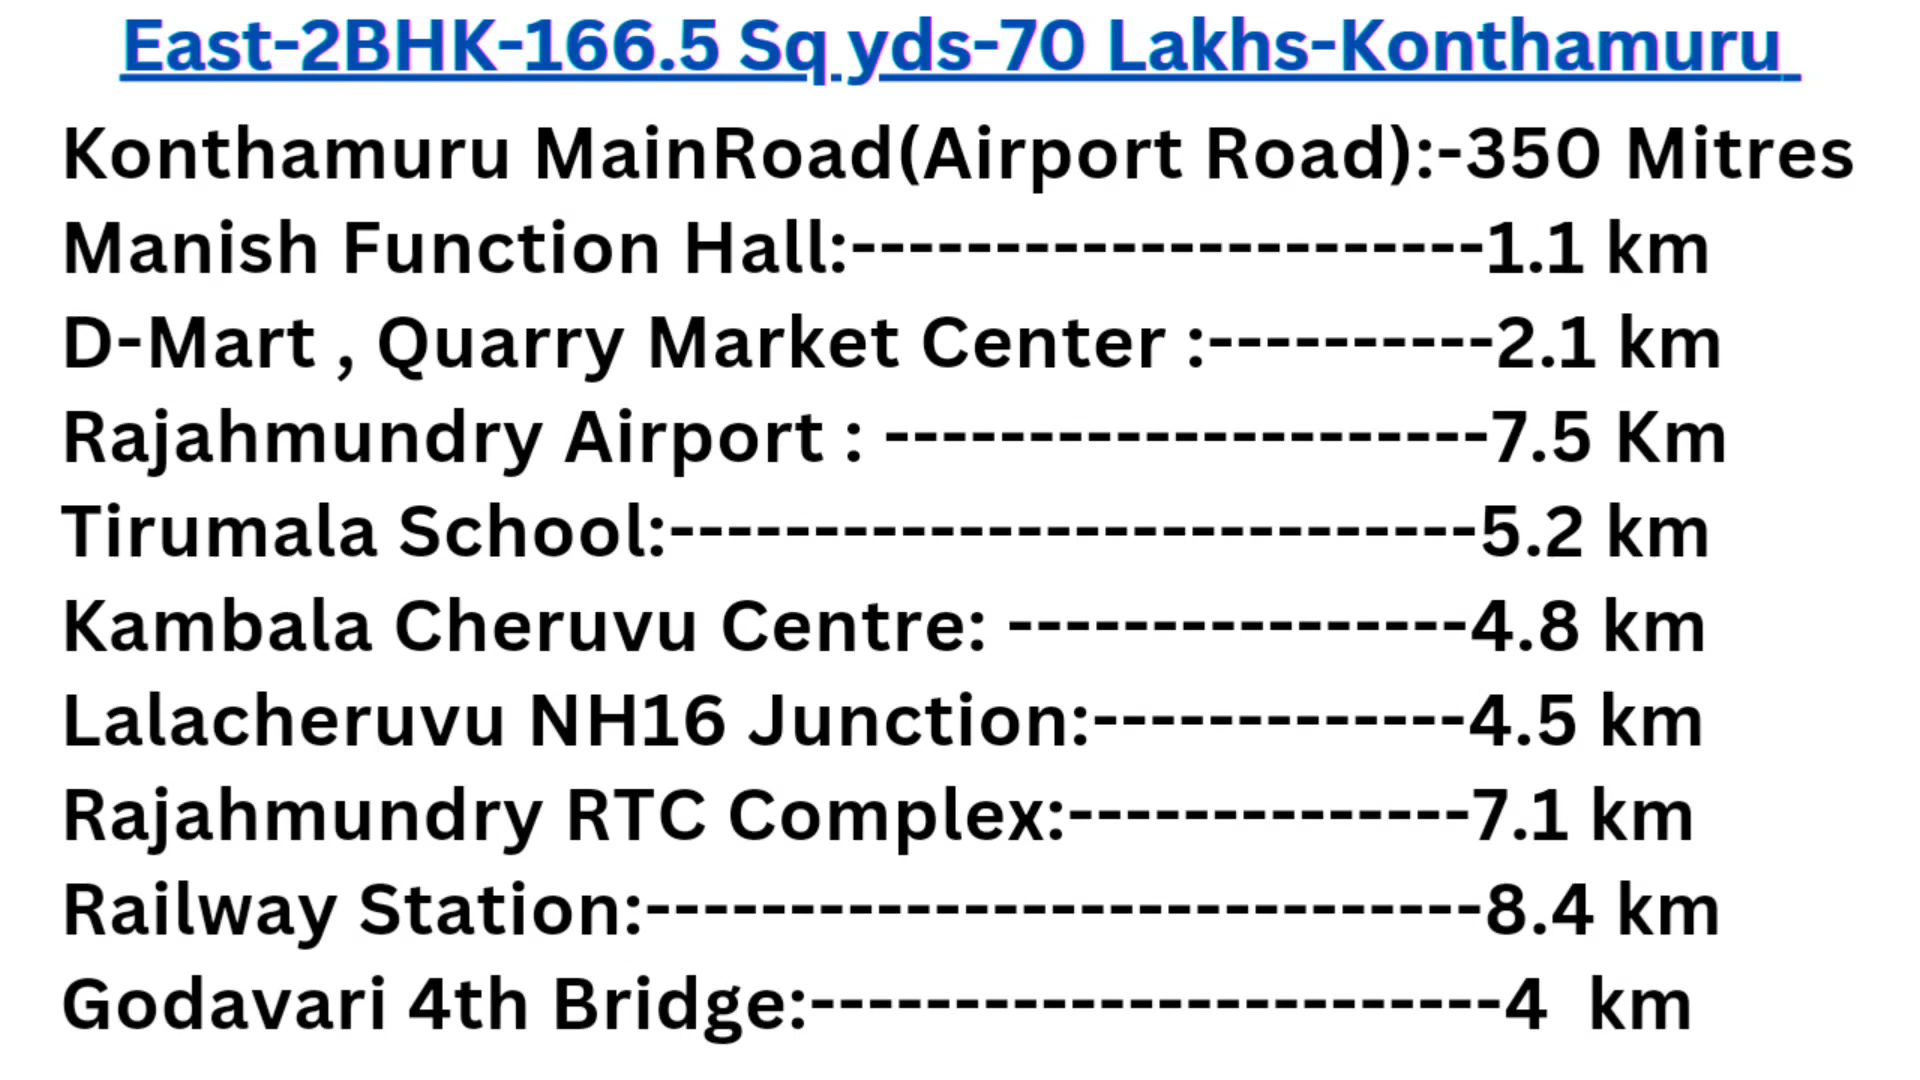 East-2BHK-166.5 Sq yds-70 Lakhs-Konthamuru
Konthamuru MainRoad(Airport Road):-350 Mitres
Manish Function Hall:----------------------1.1 km
D-Mart , Quarry Market Center :----------2.1 km
Rajahmundry Airport : ---------------------7.5 Km
Tirumala School:----------------------------5.2 km
Kambala Cheruvu Centre: ----------------4.8 km
Lalacheruvu NH16 Junction:-------------4.5 km
Rajahmundry RTC Complex:--------------7.1 km
Railway Station:-----------------------------8.4 km
Godavari 4th Bridge:------------------------4  km